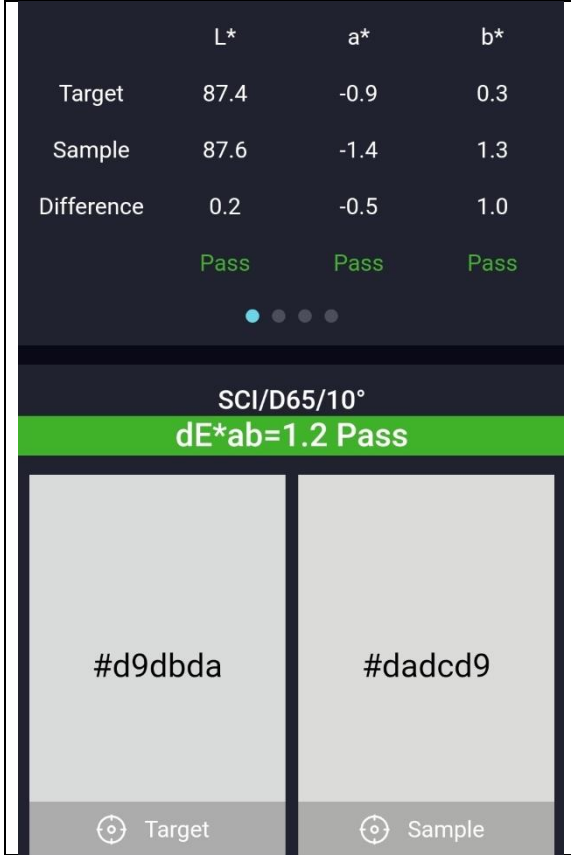 L* a* b*
Target 87.4 -0.9 0.3
Sample 87.6 -1.4 1.3
Difference 0.2 -0.5 1.0
Pass Pass Pass
SCI/D65/10°
dE*ab=1.2 Pass
#d9dbda #dadcd9
Target Sample